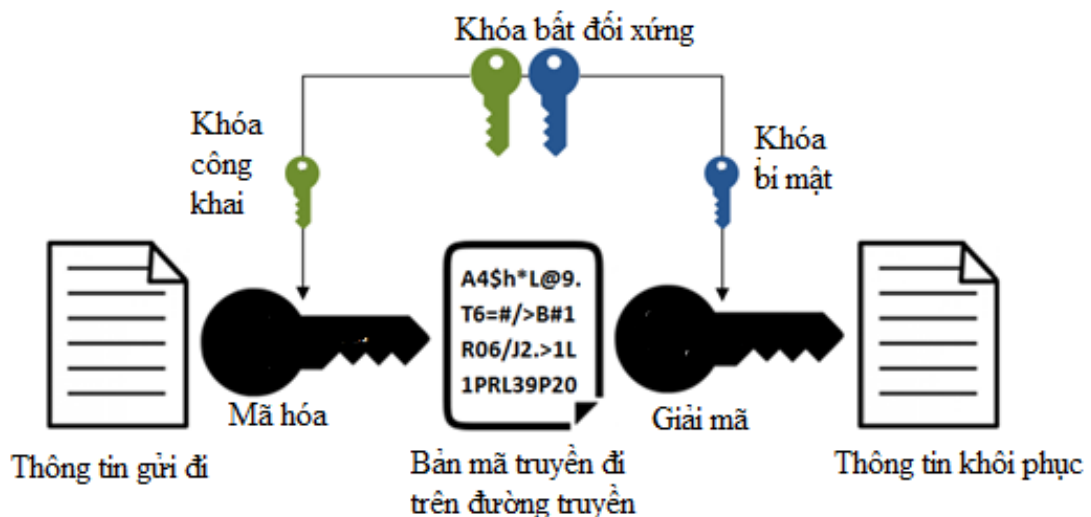 Khóa bất đối xứng
Khóa
công
khai
Khóa
bí mật
A4$h*L@9.
T6=#/>B#1
R06/J2.>1L
1PRL39P20
Mã hóa
Giải mã
Thông tin gửi đi
Bản mã truyền đi
trên đường truyền
Thông tin khôi phục